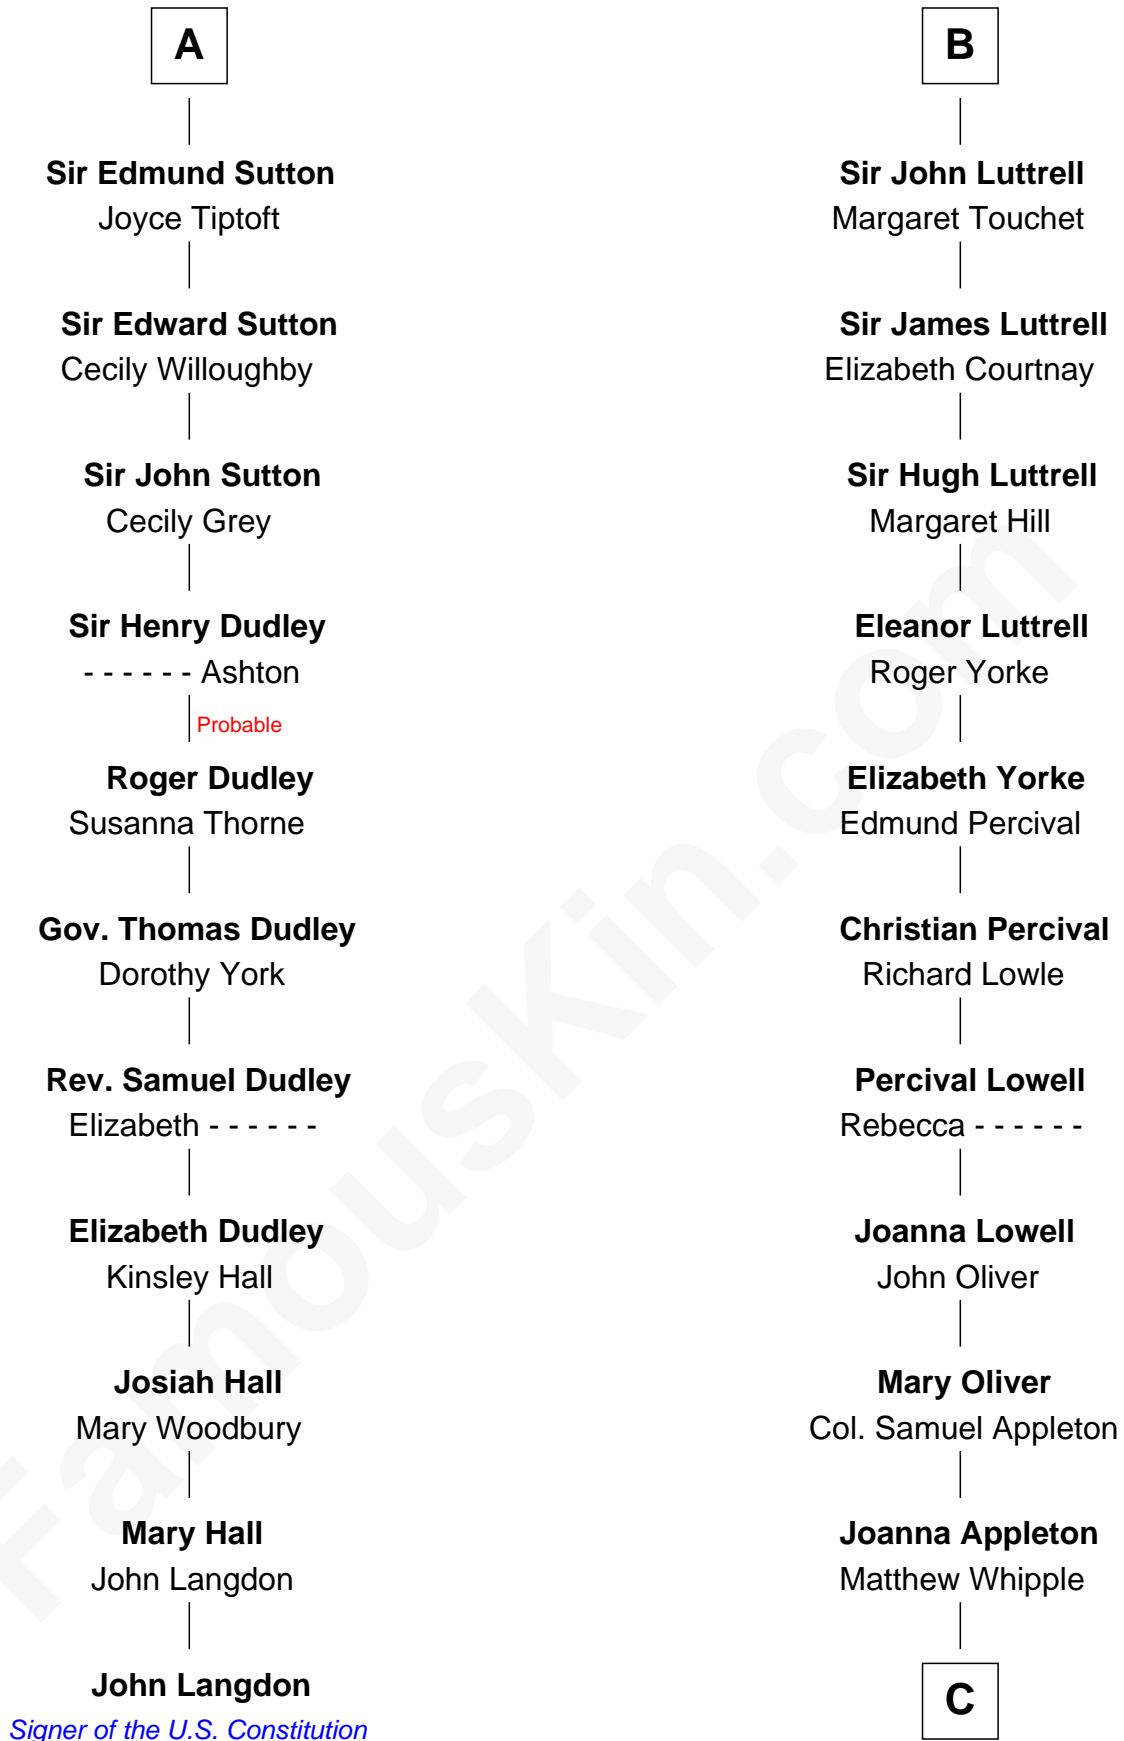 A
Sir Edmund Sutton
Joyce Tiptoft
Sir Edward Sutton
Cecily Willoughby
Sir John Sutton
Cecily Grey
Sir Henry Dudley
- - - - - - Ashton
Probable
Roger Dudley
Susanna Thorne
Gov. Thomas Dudley
Dorothy York
Rev. Samuel Dudley
Elizabeth - - - - - -
Elizabeth Dudley
Kinsley Hall
Josiah Hall
Mary Woodbury
Mary Hall
John Langdon
John Langdon
Signer of the U.S. Constitution
B
Sir John Luttrell
Margaret Touchet
Sir James Luttrell
Elizabeth Courtnay
Sir Hugh Luttrell
Margaret Hill
Eleanor Luttrell
Roger Yorke
Elizabeth Yorke
Edmund Percival
Christian Percival
Richard Lowle
Percival Lowell
Rebecca - - - - - -
Joanna Lowell
John Oliver
Mary Oliver
Col. Samuel Appleton
Joanna Appleton
Matthew Whipple
C
FamousKin.com